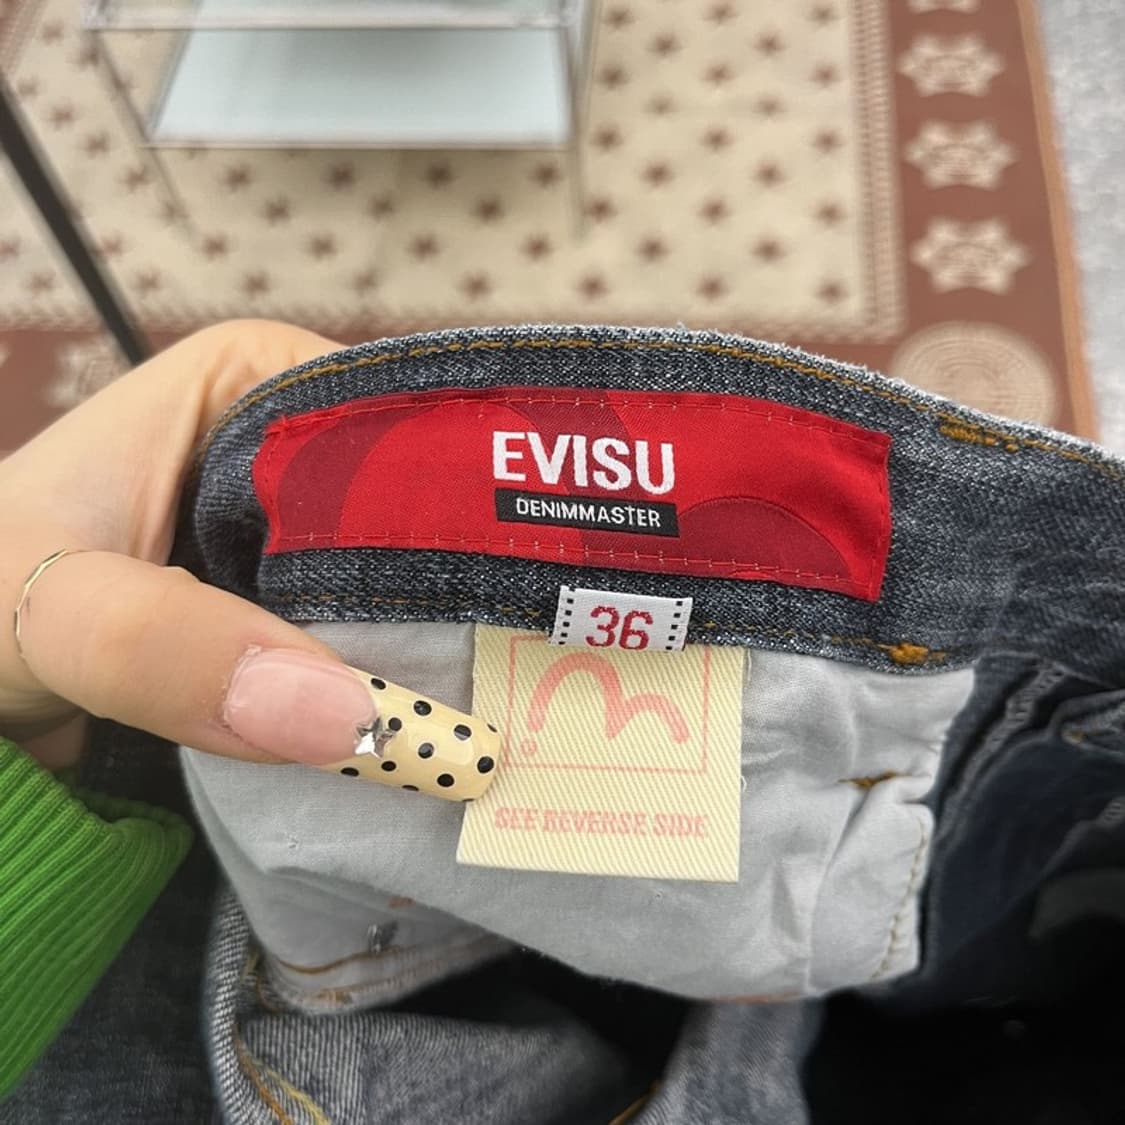 EVISU
DENIMMASTER
36
®
SEE REVERSE SIDE